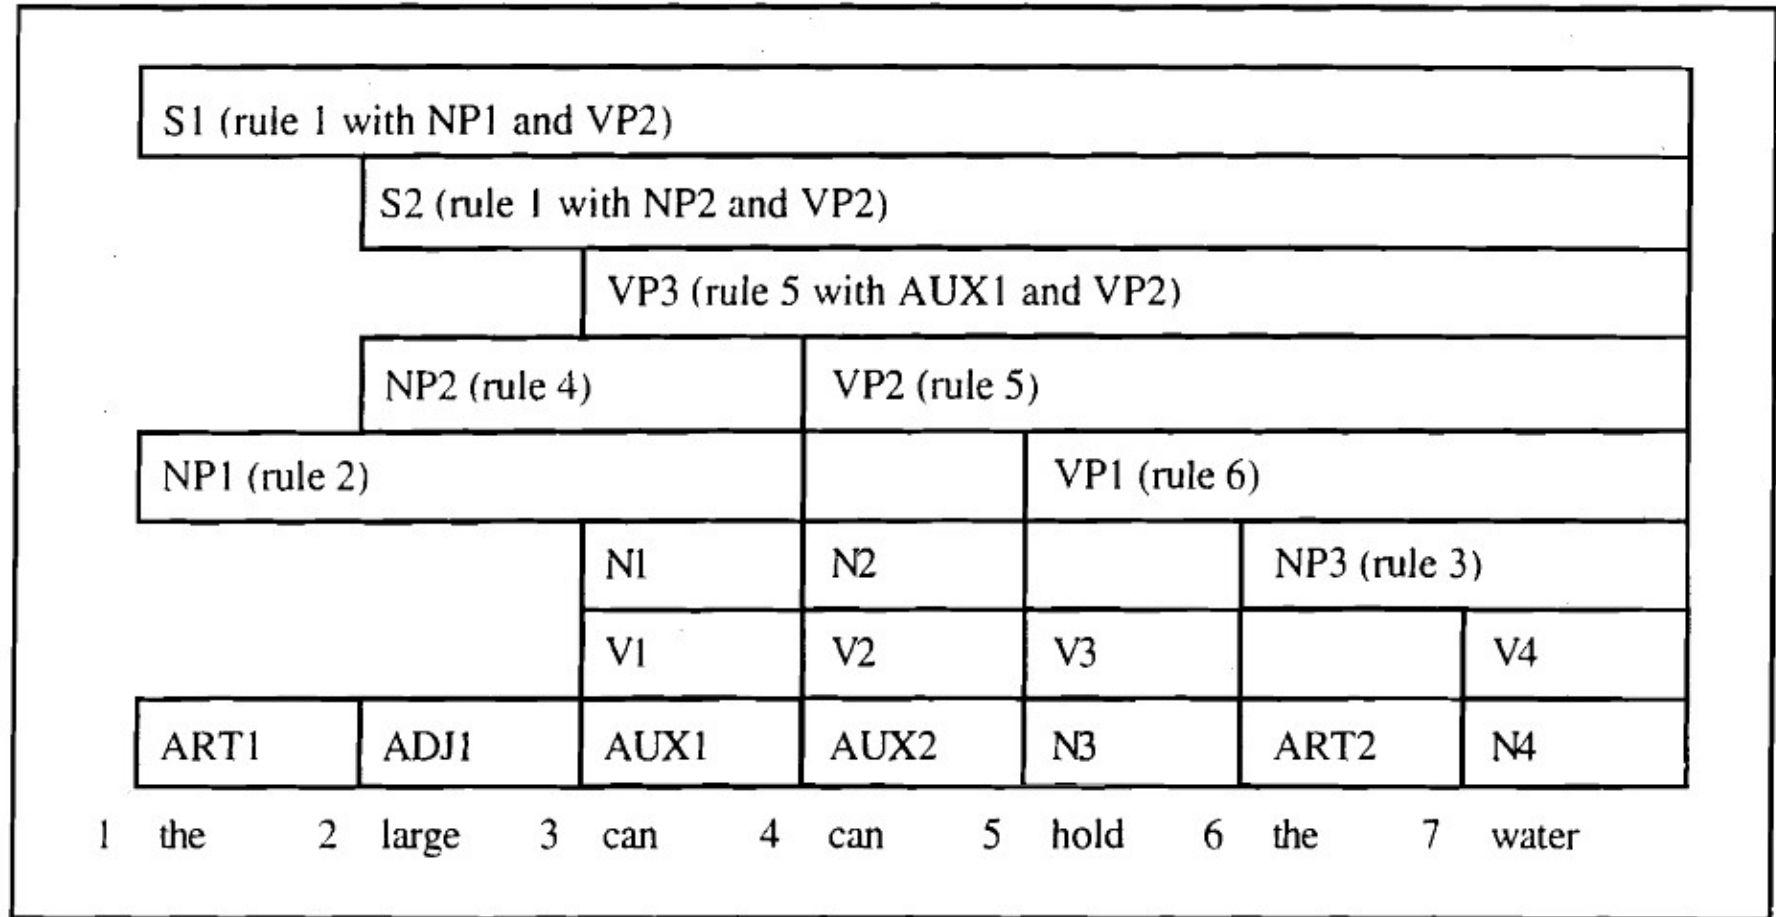 S1 (rule 1 with NP1 and VP2)
S2 (rule 1 with NP2 and VP2)
VP3 (rule 5 with AUX1 and VP2)
NP2 (rule 4) VP2 (rule 5)
NP1 (rule 2) VP1 (rule 6)
N1 N2 NP3 (rule 3)
V1 V2 V3 V4
ART1 ADJ1 AUX1 AUX2 N3 ART2 N4
1 the 2 large 3 can 4 can 5 hold 6 the 7 water